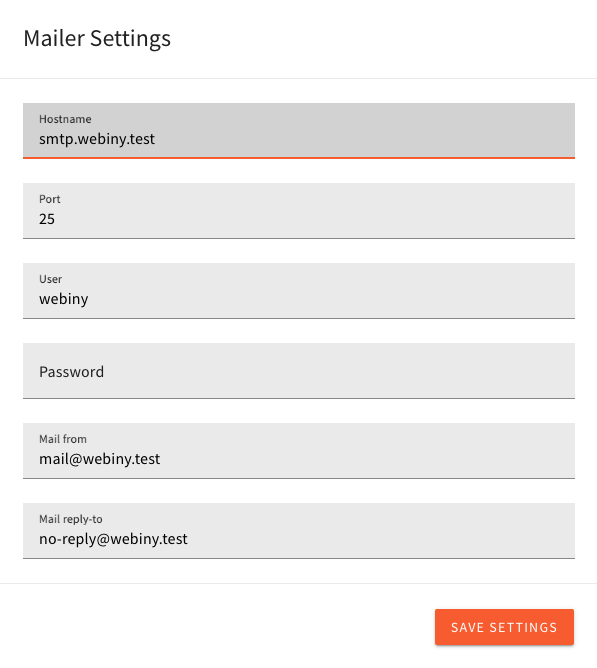 Mailer Settings
Hostname
smtp.webiny.test
Port
25
User
webiny
Password
Mail from
mail@webiny.test
Mail reply-to
no-reply@webiny.test
SAVE SETTINGS